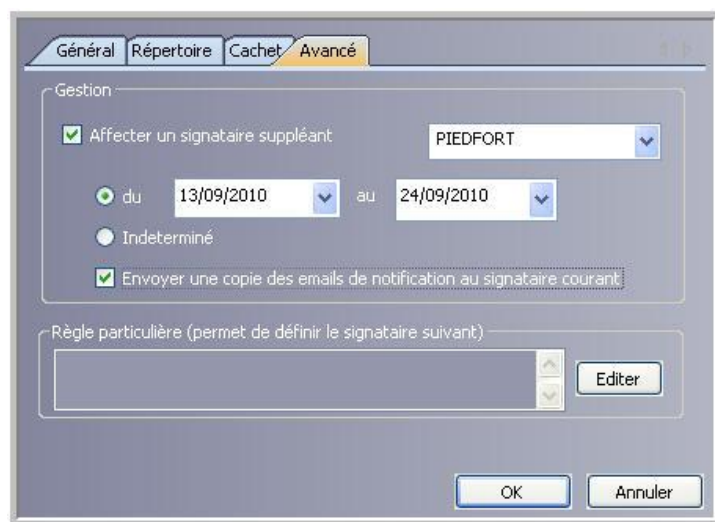 Général Répertoire Cachet Avancé
Gestion
Affecter un signataire suppléant PIEDFORT
du 13/09/2010 au 24/09/2010
Indeterminé
Envoyer une copie des emails de notification au signataire courant
Règle particulière (permet de définir le signataire suivant)
Editer
OK Annuler